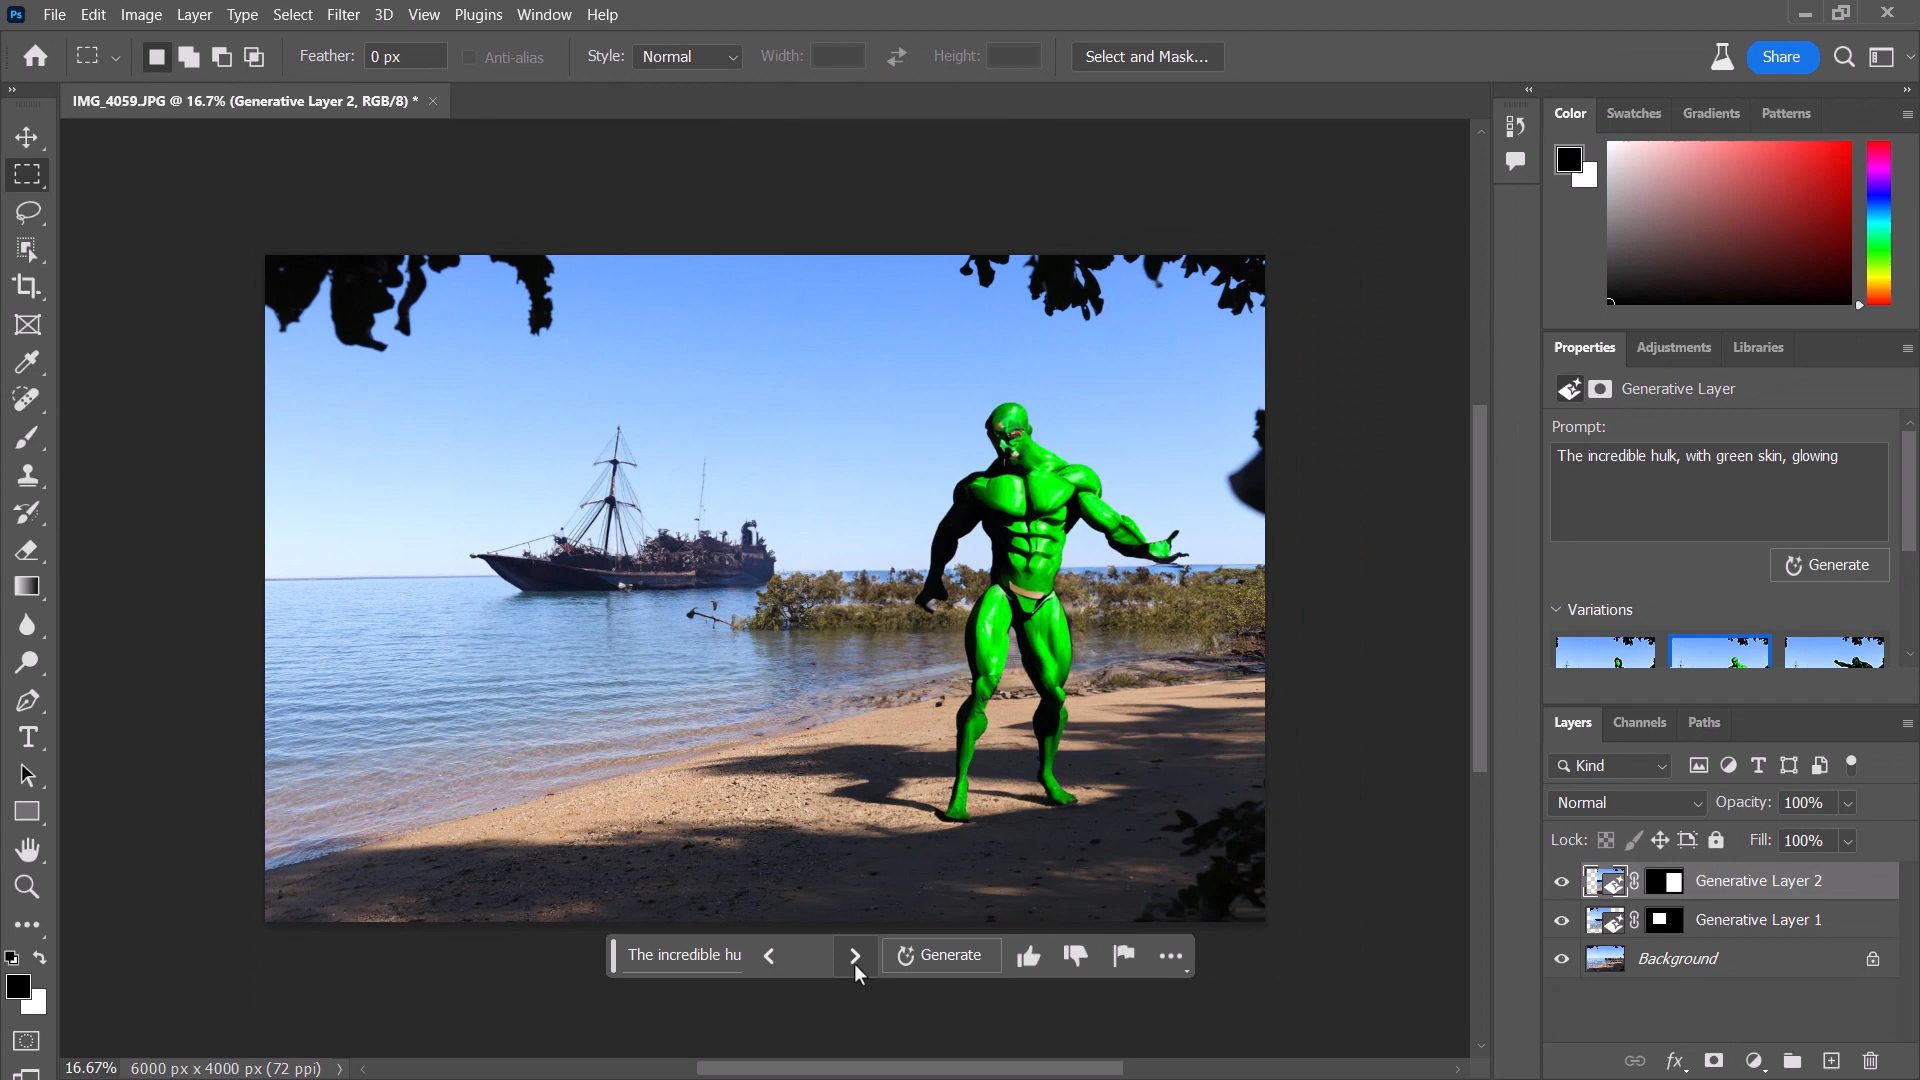 Ps File Edit Image Layer Type Select Filter 3D View Plugins Window Help
Feather: 0 px Anti-alias Style: Normal Width: Height: Select and Mask... Share
IMG_4059.JPG @ 16.7% (Generative Layer 2, RGB/8) *
Color Swatches Gradients Patterns
Properties Adjustments Libraries
Generative Layer
Prompt:
The incredible hulk, with green skin, glowing
Generate
Variations
Layers Channels Paths
Kind
Normal Opacity: 100%
Lock: Fill: 100%
Generative Layer 2
Generative Layer 1
Background
The incredible hu Generate
16.67% 6000 px x 4000 px (72 ppi)